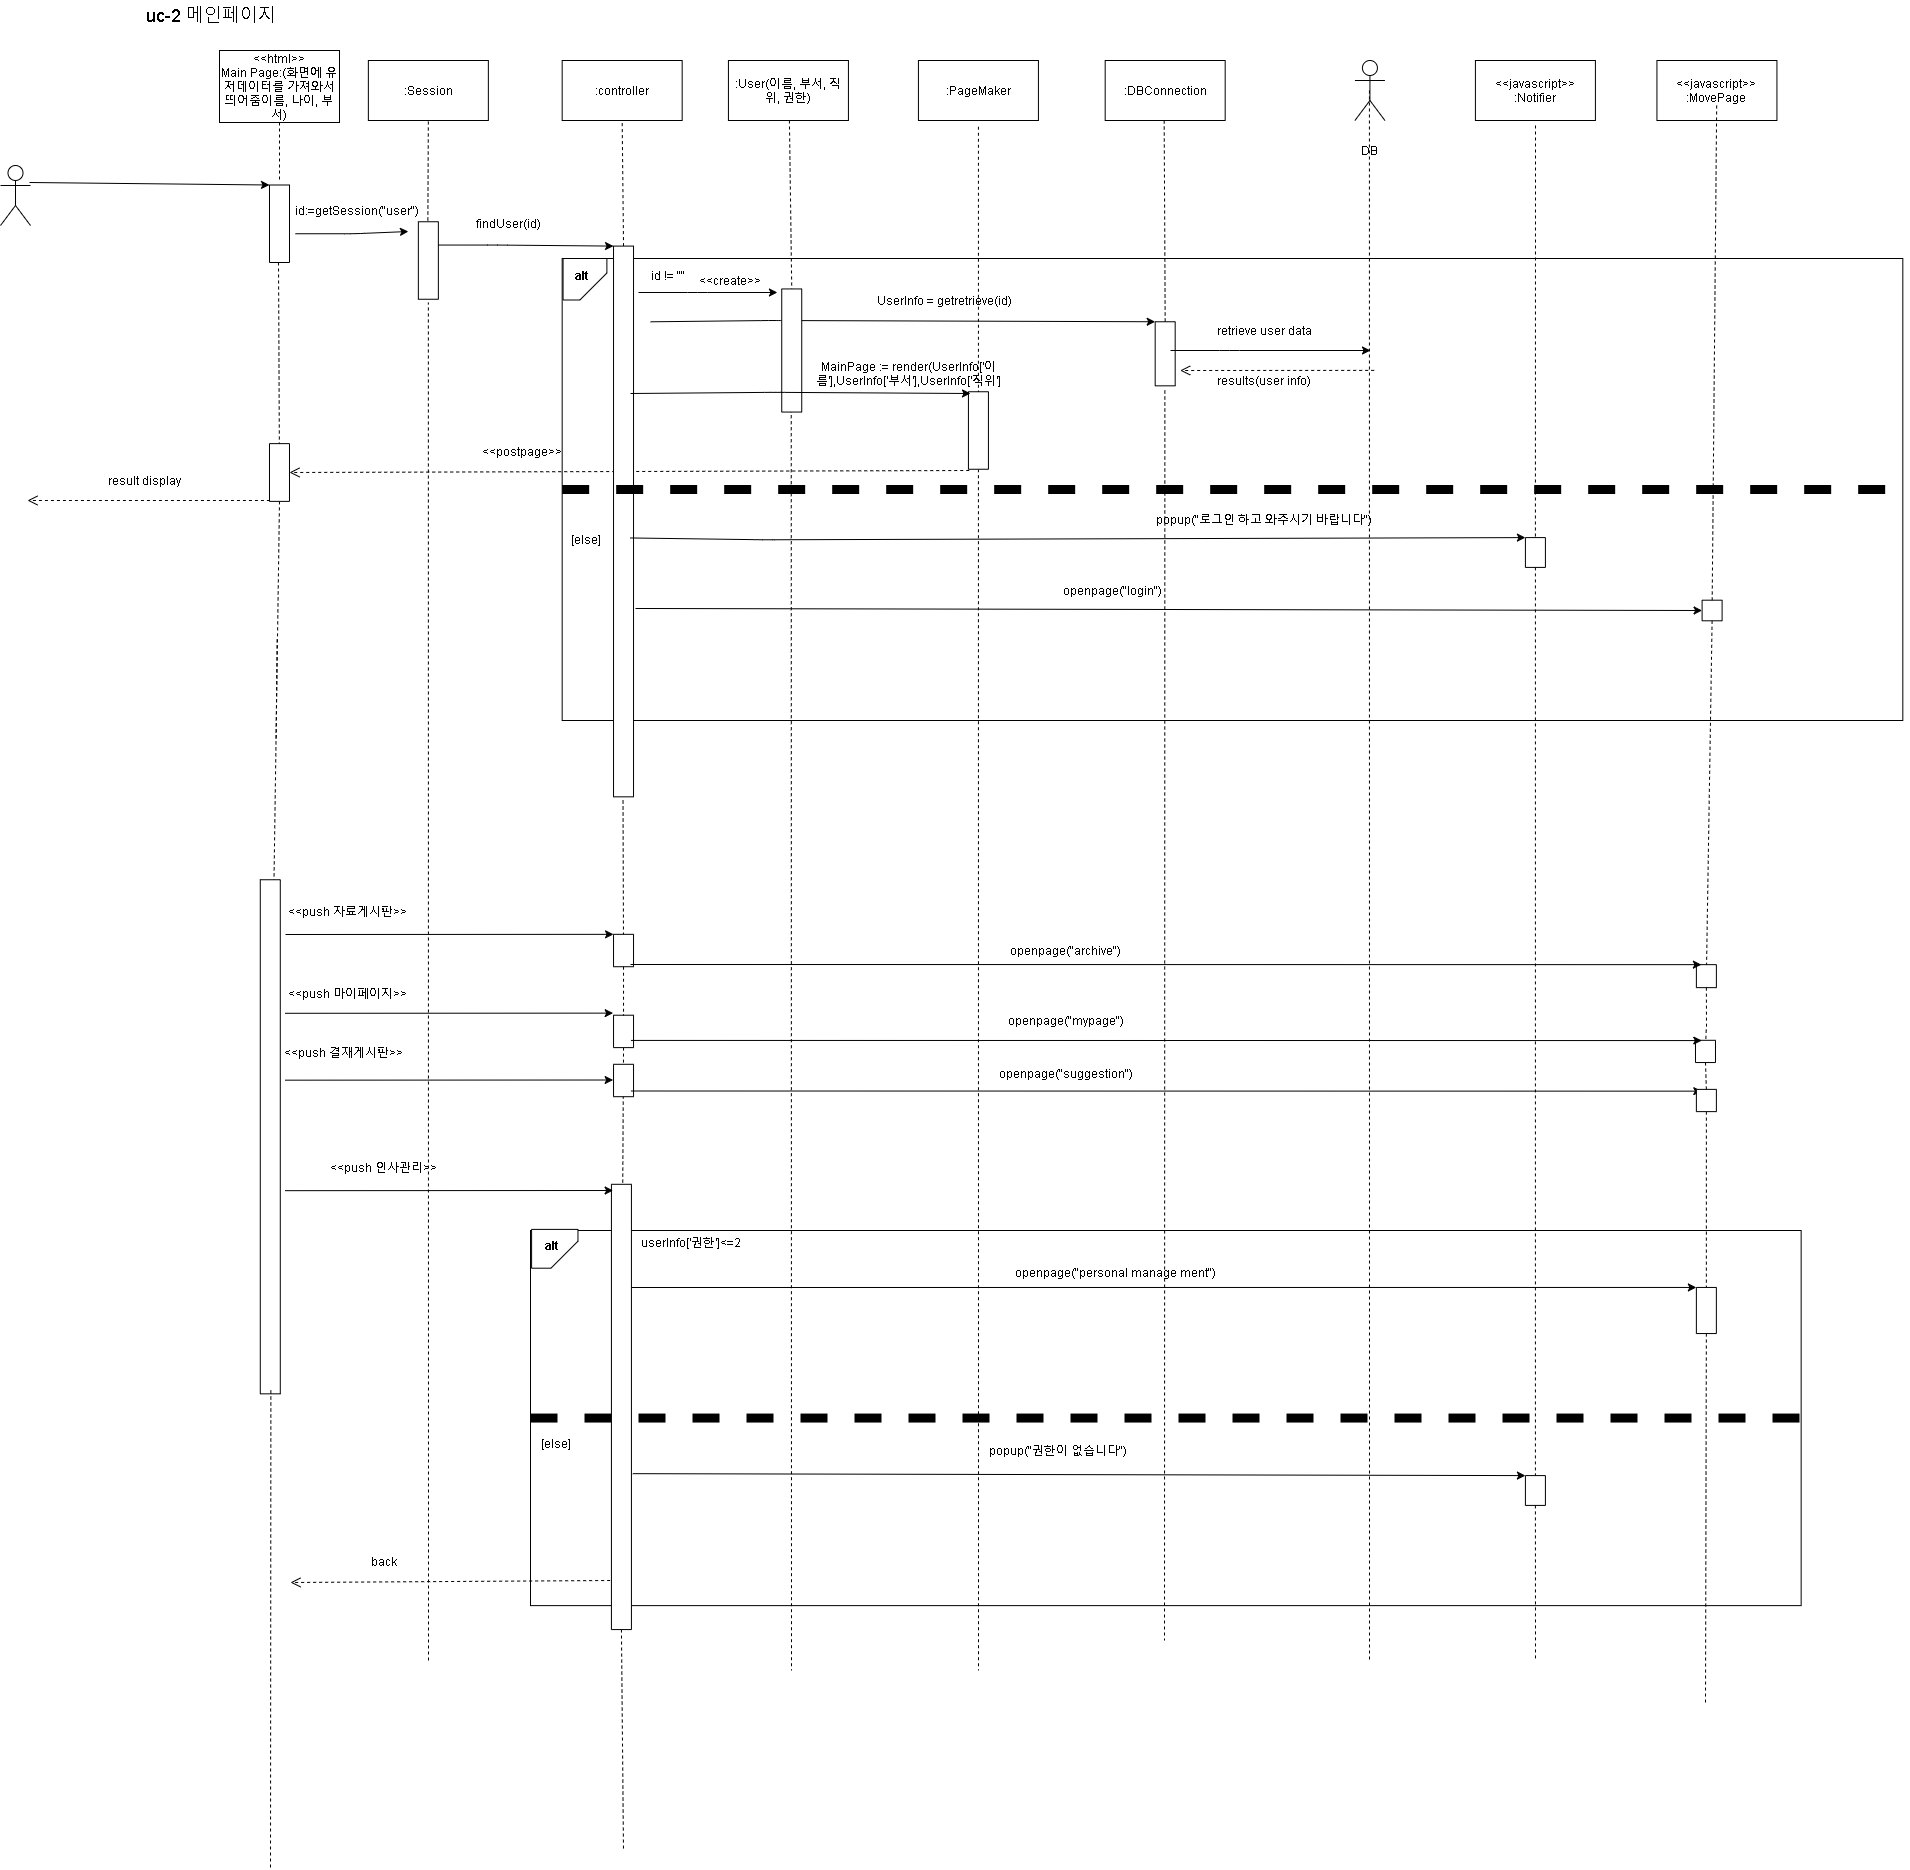 uc-2 메인페이지
<<html>>
Main Page:(화면에 유
저데이터를 가져와서
띄어줌이름, 나이, 부
서)
:Session
:controller
:User(이름, 부서, 직
위, 권한)
:PageMaker
:DBConnection
DB
<<javascript>>
:Notifier
<<javascript>>
:MovePage
id:=getSession("user")
findUser(id)
alt
id != ""
<<create>>
UserInfo = getretrieve(id)
retrieve user data
MainPage := render(UserInfo['이
름'],UserInfo['부서'],UserInfo['직위']
results(user info)
<<postpage>>
result display
popup("로그인 하고 와주시기 바랍니다")
[else]
openpage("login")
<<push 자료게시판>>
openpage("archive")
<<push 마이페이지>>
openpage("mypage")
<<push 결재게시판>>
openpage("suggestion")
<<push 인사관리>>
alt
userInfo['권한']<=2
openpage("personal manage ment")
[else]
popup("권한이 없습니다")
back